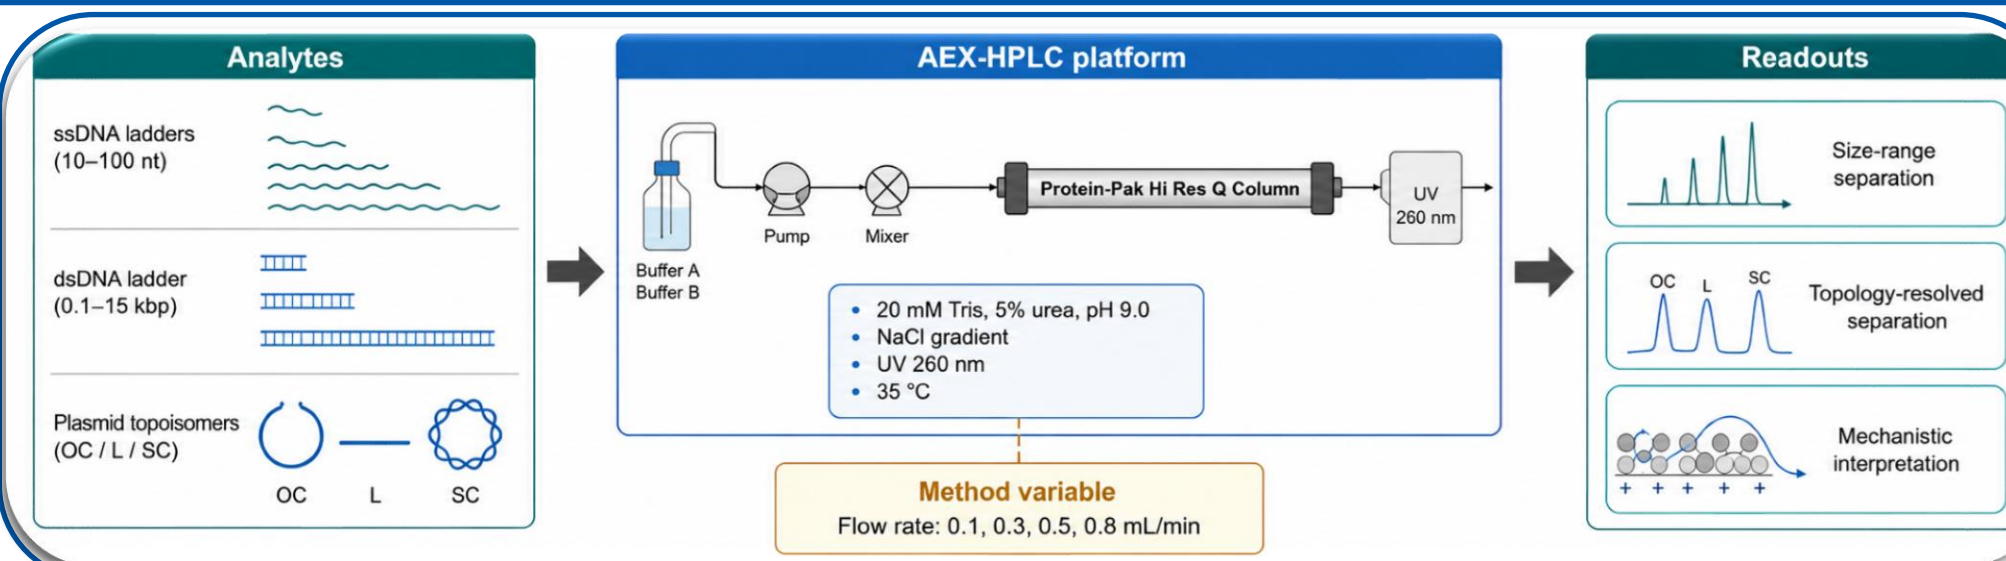 Analytes
ssDNA ladders
(10–100 nt)
dsDNA ladder
(0.1–15 kbp)
Plasmid topoisomers
(OC / L / SC)
OC
L
SC
AEX-HPLC platform
Buffer A
Buffer B
Pump
Mixer
Protein-Pak Hi Res Q Column
UV
260 nm
• 20 mM Tris, 5% urea, pH 9.0
• NaCl gradient
• UV 260 nm
• 35 °C
Method variable
Flow rate: 0.1, 0.3, 0.5, 0.8 mL/min
Readouts
Size-range
separation
OC
L
SC
Topology-resolved
separation
+ + + + +
Mechanistic
interpretation